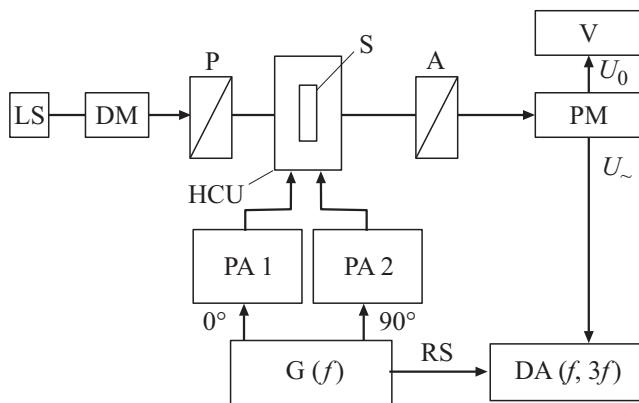 V
S
P
A
U₀
LS
DM
PM
HCU
U~
PA 1
PA 2
0°
90°
RS
G (f)
DA (f, 3f)